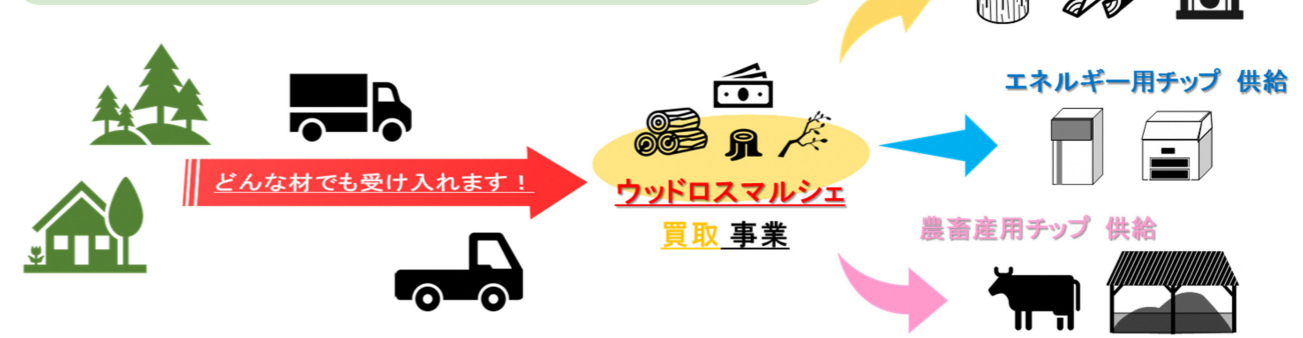 エネルギー用チップ 供給
どんな材でも受け入れます！
ウッドロスマルシェ
買取 事業
農畜産用チップ 供給